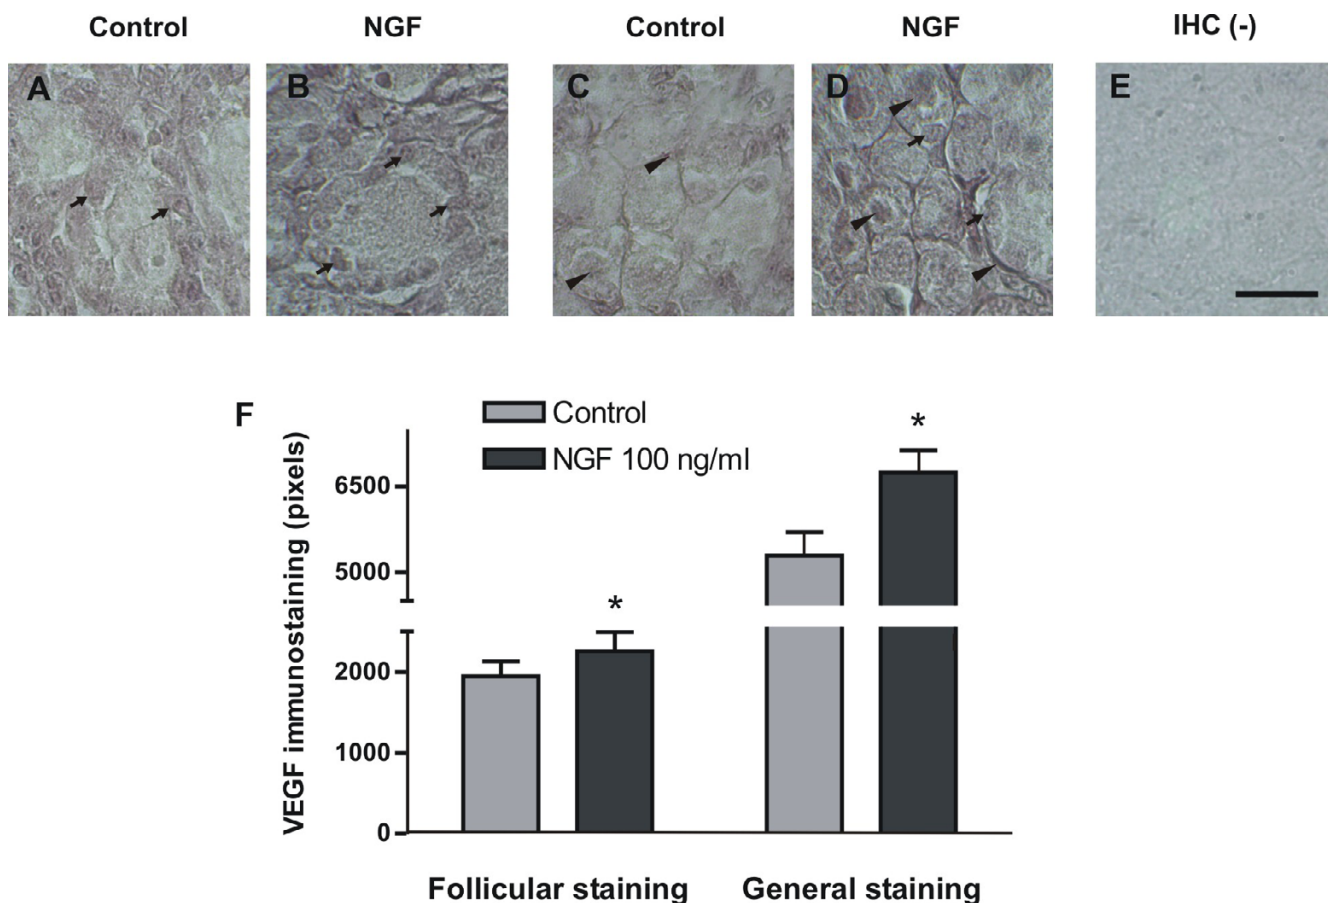 Control NGF Control NGF IHC (-)
A B C D E
F
Control
NGF 100 ng/ml
*
*
VEGF immunostaining (pixels)
6500
5000
2000
1000
0
Follicular staining General staining